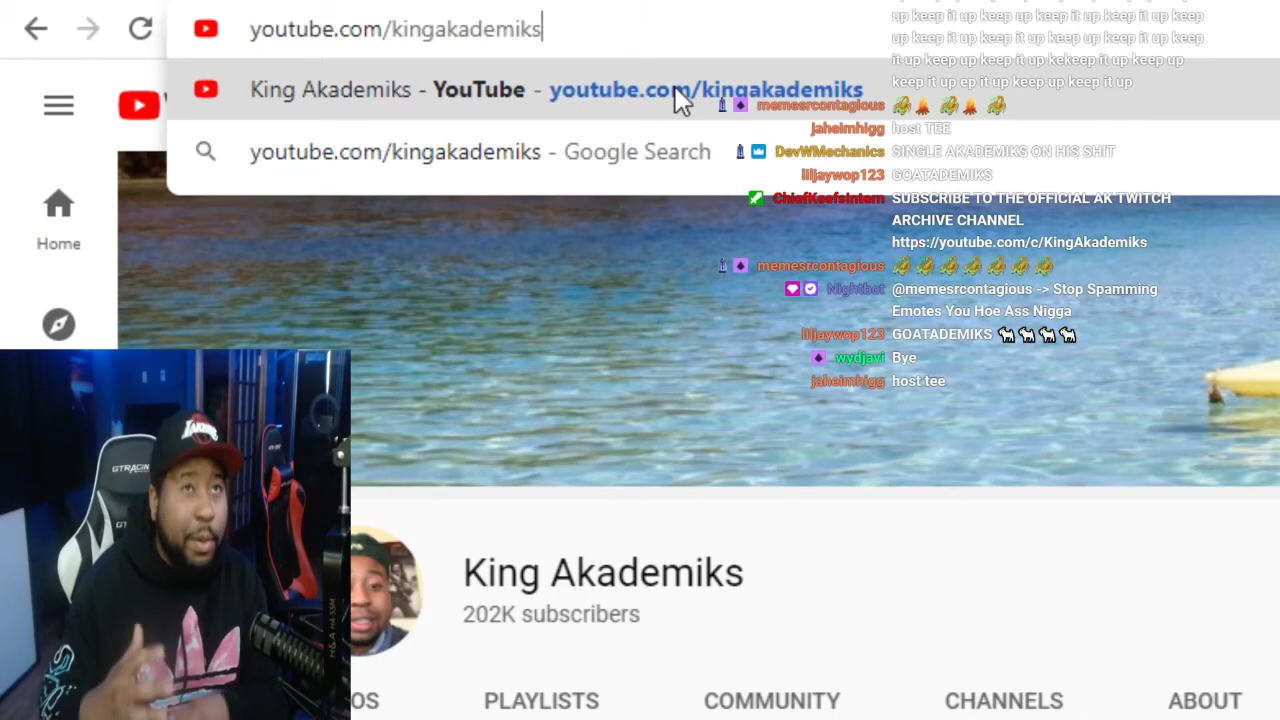 youtube.com/kingakademiks
King Akademiks - YouTube - youtube.com/kingakademiks
youtube.com/kingakademiks - Google Search
Home
up keep it up keep up keep it up keep up keep
it up keep up keep it up keep up keep it up
keep up keep it up kekeep it up keep up
keep it up ep it up keep up keep it up
memesrcontagious
jaheimhigg host TEE
DevWMechanics SINGLE AKADEMIKS ON HIS SHIT
liljaywop123 GOATADEMIKS
ChiefKeefsIntern SUBSCRIBE TO THE OFFICIAL AK TWITCH
ARCHIVE CHANNEL
https://youtube.com/c/KingAkademiks
memesrcontagious
Nightbot @memesrcontagious -> Stop Spamming
Emotes You Hoe Ass Nigga
liljaywop123 GOATADEMIKS
wydjavi Bye
jaheimhigg host tee
GTRACING
GT
LAKERS
King Akademiks
202K subscribers
OS PLAYLISTS COMMUNITY CHANNELS ABOUT